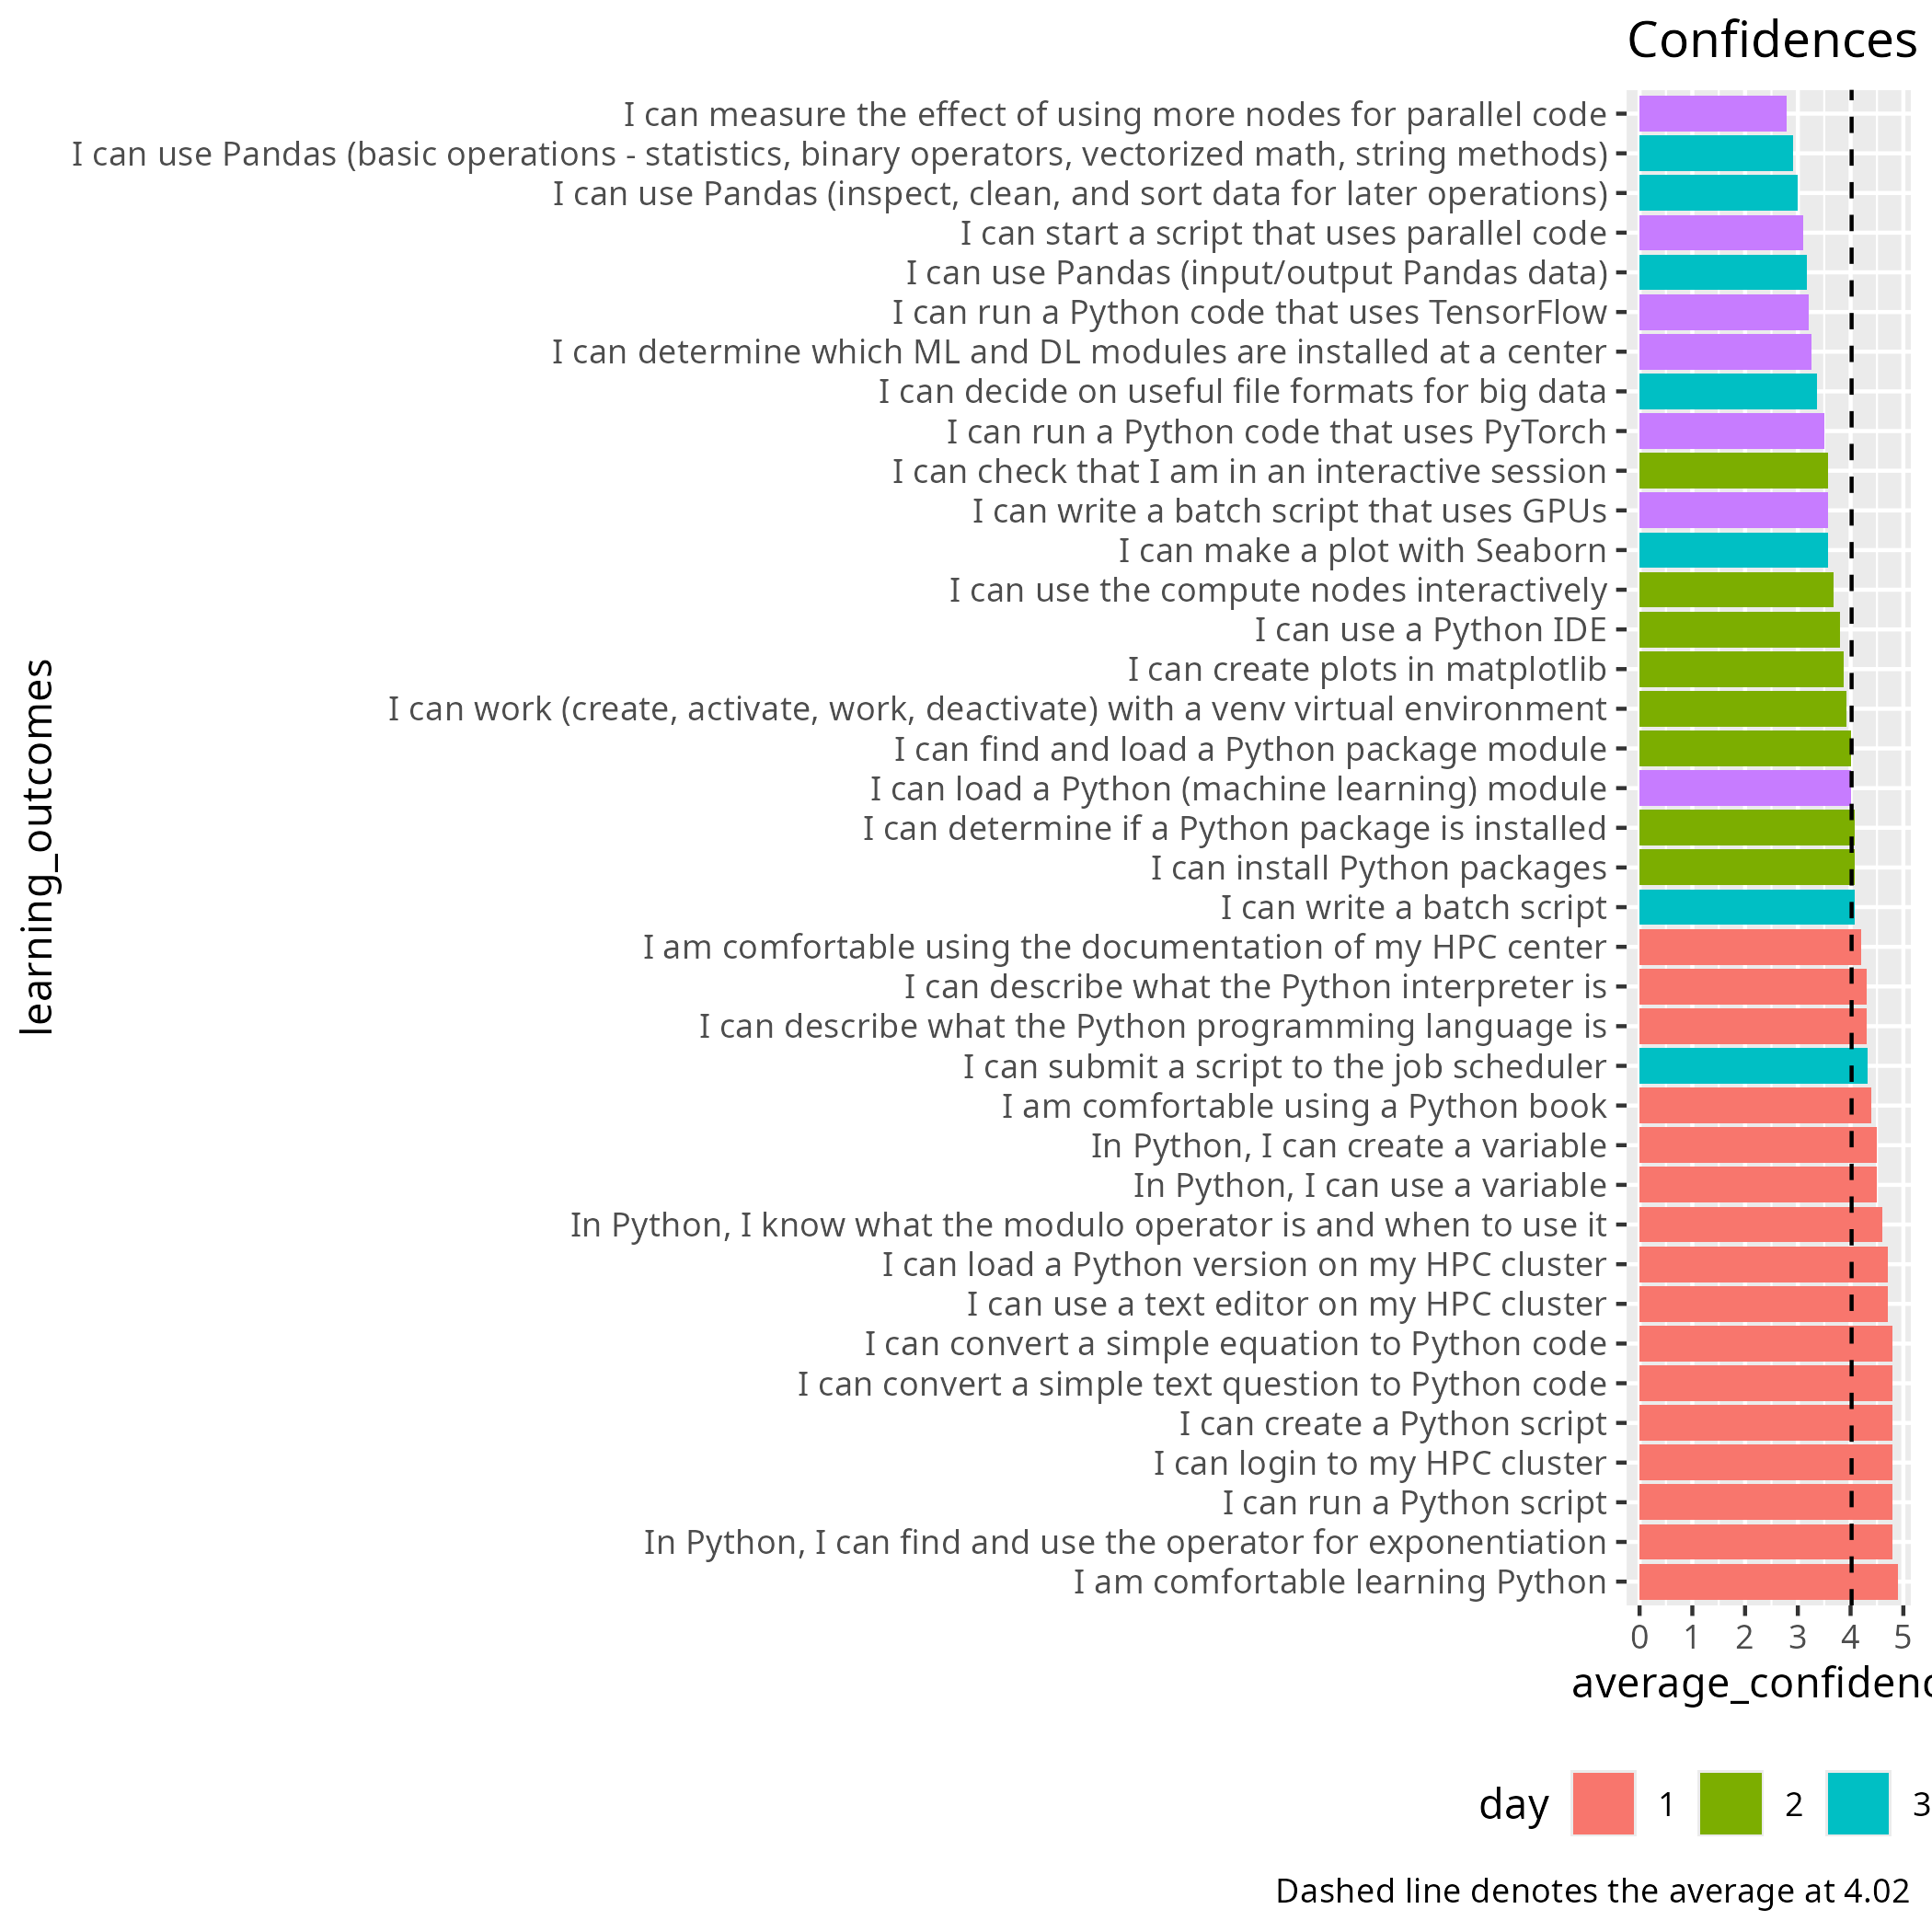 Confidences
I can measure the effect of using more nodes for parallel code
I can use Pandas (basic operations - statistics, binary operators, vectorized math, string methods)
I can use Pandas (inspect, clean, and sort data for later operations)
I can start a script that uses parallel code
I can use Pandas (input/output Pandas data)
I can run a Python code that uses TensorFlow
I can determine which ML and DL modules are installed at a center
I can decide on useful file formats for big data
I can run a Python code that uses PyTorch
I can check that I am in an interactive session
I can write a batch script that uses GPUs
I can make a plot with Seaborn
I can use the compute nodes interactively
I can use a Python IDE
I can create plots in matplotlib
I can work (create, activate, work, deactivate) with a venv virtual environment
I can find and load a Python package module
I can load a Python (machine learning) module
I can determine if a Python package is installed
I can install Python packages
I can write a batch script
I am comfortable using the documentation of my HPC center
I can describe what the Python interpreter is
I can describe what the Python programming language is
I can submit a script to the job scheduler
I am comfortable using a Python book
In Python, I can create a variable
In Python, I can use a variable
In Python, I know what the modulo operator is and when to use it
I can load a Python version on my HPC cluster
I can use a text editor on my HPC cluster
I can convert a simple equation to Python code
I can convert a simple text question to Python code
I can create a Python script
I can login to my HPC cluster
I can run a Python script
In Python, I can find and use the operator for exponentiation
I am comfortable learning Python
learning_outcomes
0 1 2 3 4 5
average_confidenc
day 1 2 3
Dashed line denotes the average at 4.02